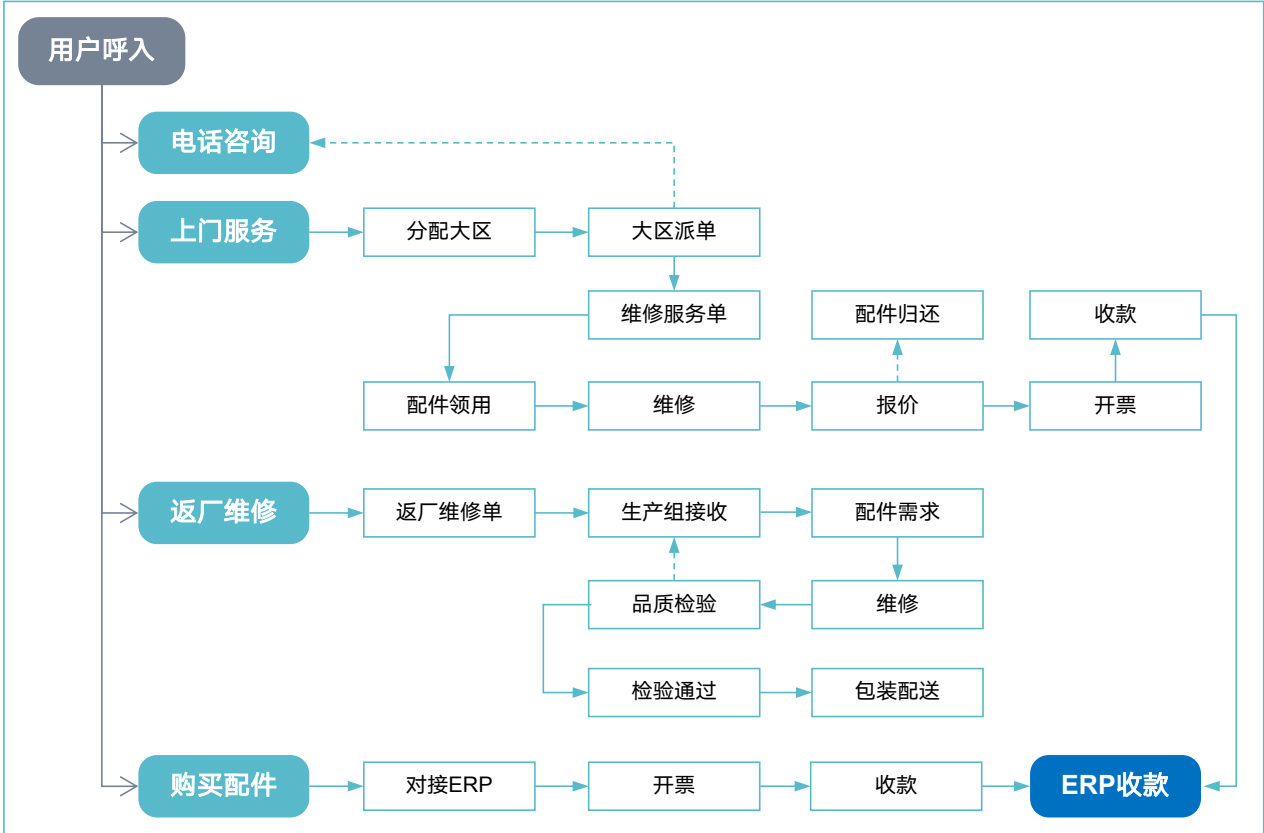 用户呼入
电话咨询
上门服务
分配大区
大区派单
维修服务单
配件归还
收款
配件领用
维修
报价
开票
返厂维修
返厂维修单
生产组接收
配件需求
品质检验
维修
检验通过
包装配送
购买配件
对接ERP
开票
收款
ERP收款